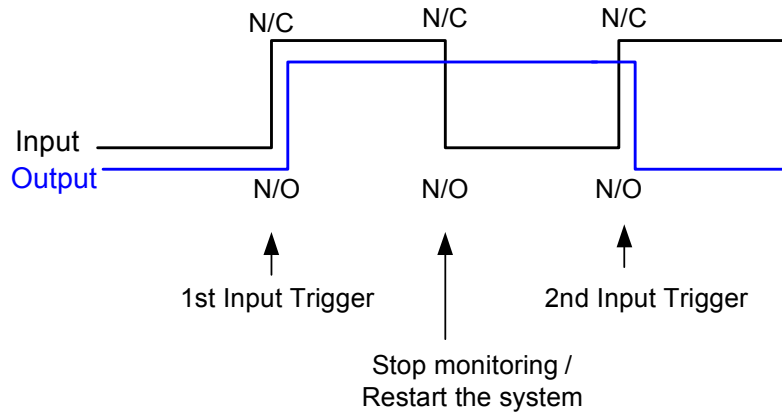 N/C N/C N/C
Input
Output
N/O N/O N/O
1st Input Trigger 2nd Input Trigger
Stop monitoring /
Restart the system